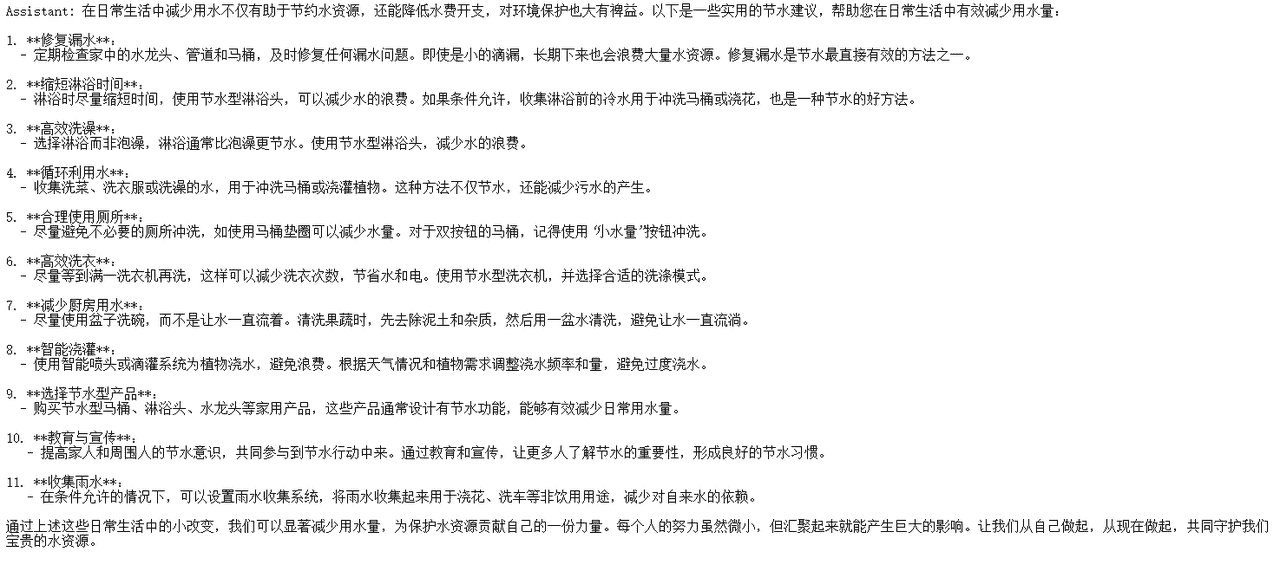 Assistant: 在日常生活中减少用水不仅有助于节约水资源，还能降低水费开支，对环境保护也大有裨益。以下是一些实用的节水建议，帮助您在日常生活中有效减少用水量：
1. **修复漏水**：
- 定期检查家中的水龙头、管道和马桶，及时修复任何漏水问题。即使是小的滴漏，长期下来也会浪费大量水资源。修复漏水是节水最直接有效的方法之一。
2. **缩短淋浴时间**：
- 淋浴时尽量缩短时间，使用节水型淋浴头，可以减少水的浪费。如果条件允许，收集淋浴前的冷水用于冲洗马桶或浇花，也是一种节水的好方法。
3. **高效洗澡**：
- 选择淋浴而非泡澡，淋浴通常比泡澡更节水。使用节水型淋浴头，减少水的浪费。
4. **循环利用水**：
- 收集洗菜、洗衣服或洗澡的水，用于冲洗马桶或浇灌植物。这种方法不仅节水，还能减少污水的产生。
5. **合理使用厕所**：
- 尽量避免不必要的厕所冲洗，如使用马桶垫圈可以减少水量。对于双按钮的马桶，记得使用“小水量”按钮冲洗。
6. **高效洗衣**：
- 尽量等到满一洗衣机再洗，这样可以减少洗衣次数，节省水和电。使用节水型洗衣机，并选择合适的洗涤模式。
7. **减少厨房用水**：
- 尽量使用盆子洗碗，而不是让水一直流着。清洗果蔬时，先去除泥土和杂质，然后用一盆水清洗，避免让水一直流淌。
8. **智能浇灌**：
- 使用智能喷头或滴灌系统为植物浇水，避免浪费。根据天气情况和植物需求调整浇水频率和量，避免过度浇水。
9. **选择节水型产品**：
- 购买节水型马桶、淋浴头、水龙头等家用产品，这些产品通常设计有节水功能，能够有效减少日常用水量。
10. **教育与宣传**：
- 提高家人和周围人的节水意识，共同参与到节水行动中来。通过教育和宣传，让更多人了解节水的重要性，形成良好的节水习惯。
11. **收集雨水**：
- 在条件允许的情况下，可以设置雨水收集系统，将雨水收集起来用于浇花、洗车等非饮用用途，减少对自来水的依赖。
通过上述这些日常生活中的小改变，我们可以显著减少用水量，为保护水资源贡献自己的一份力量。每个人的努力虽然微小，但汇聚起来就能产生巨大的影响。让我们从自己做起，从现在做起，共同守护我们
宝贵的水资源。